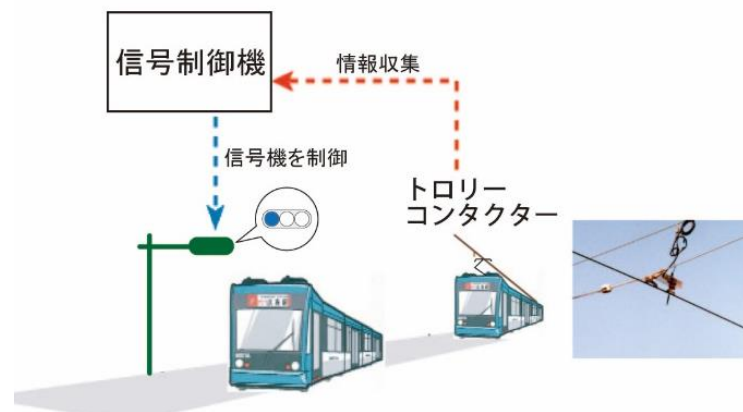 信号制御機
情報収集
信号機を制御
トロリー
コンタクター